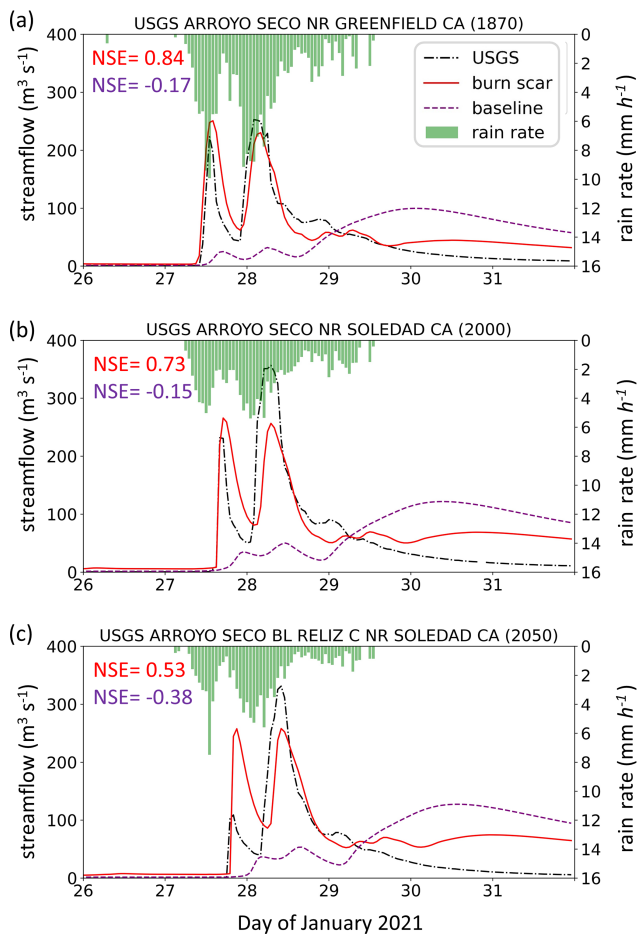 (a)
USGS ARROYO SECO NR GREENFIELD CA (1870)
NSE= 0.84
NSE= -0.17
USGS
burn scar
baseline
rain rate
streamflow (m³ s⁻¹)
400
300
200
100
0
rain rate (mm h⁻¹)
0
2
4
6
8
10
12
14
16
26 27 28 29 30 31
(b)
USGS ARROYO SECO NR SOLEDAD CA (2000)
NSE= 0.73
NSE= -0.15
streamflow (m³ s⁻¹)
400
300
200
100
0
rain rate (mm h⁻¹)
0
2
4
6
8
10
12
14
16
26 27 28 29 30 31
(c)
USGS ARROYO SECO BL RELIZ C NR SOLEDAD CA (2050)
NSE= 0.53
NSE= -0.38
streamflow (m³ s⁻¹)
400
300
200
100
0
rain rate (mm h⁻¹)
0
2
4
6
8
10
12
14
16
26 27 28 29 30 31
Day of January 2021